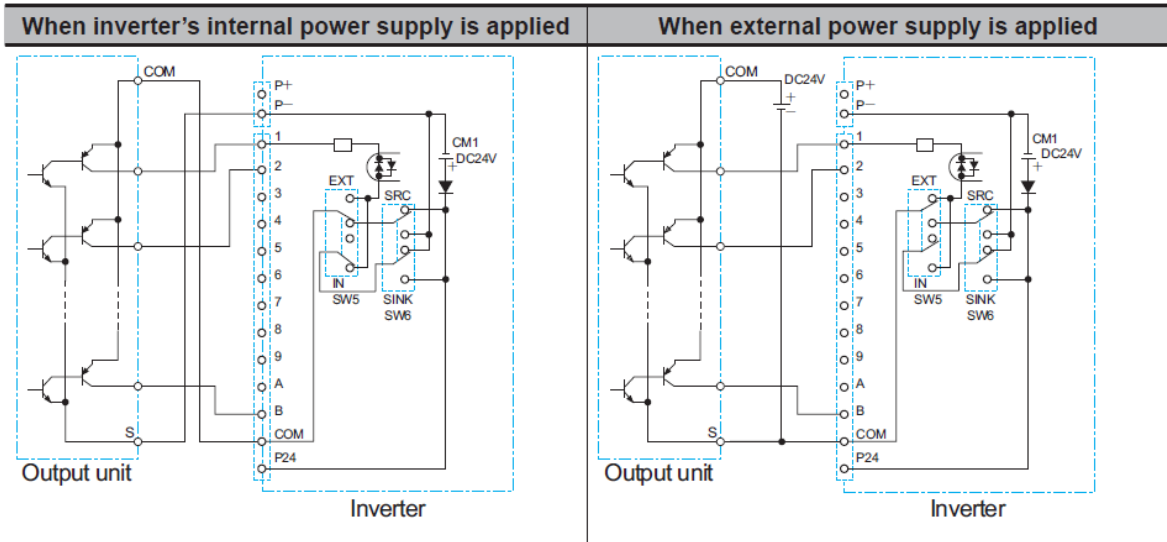 When inverter's internal power supply is applied
When external power supply is applied
COM
P+
P−
1
2
3
4
5
6
7
8
9
A
B
COM
P24
CM1
DC24V
+
EXT
SRC
IN
SW5
SINK
SW6
S
Output unit
Inverter
COM
DC24V
+
−
P+
P−
1
2
3
4
5
6
7
8
9
A
B
COM
P24
CM1
DC24V
+
EXT
SRC
IN
SW5
SINK
SW6
S
Output unit
Inverter